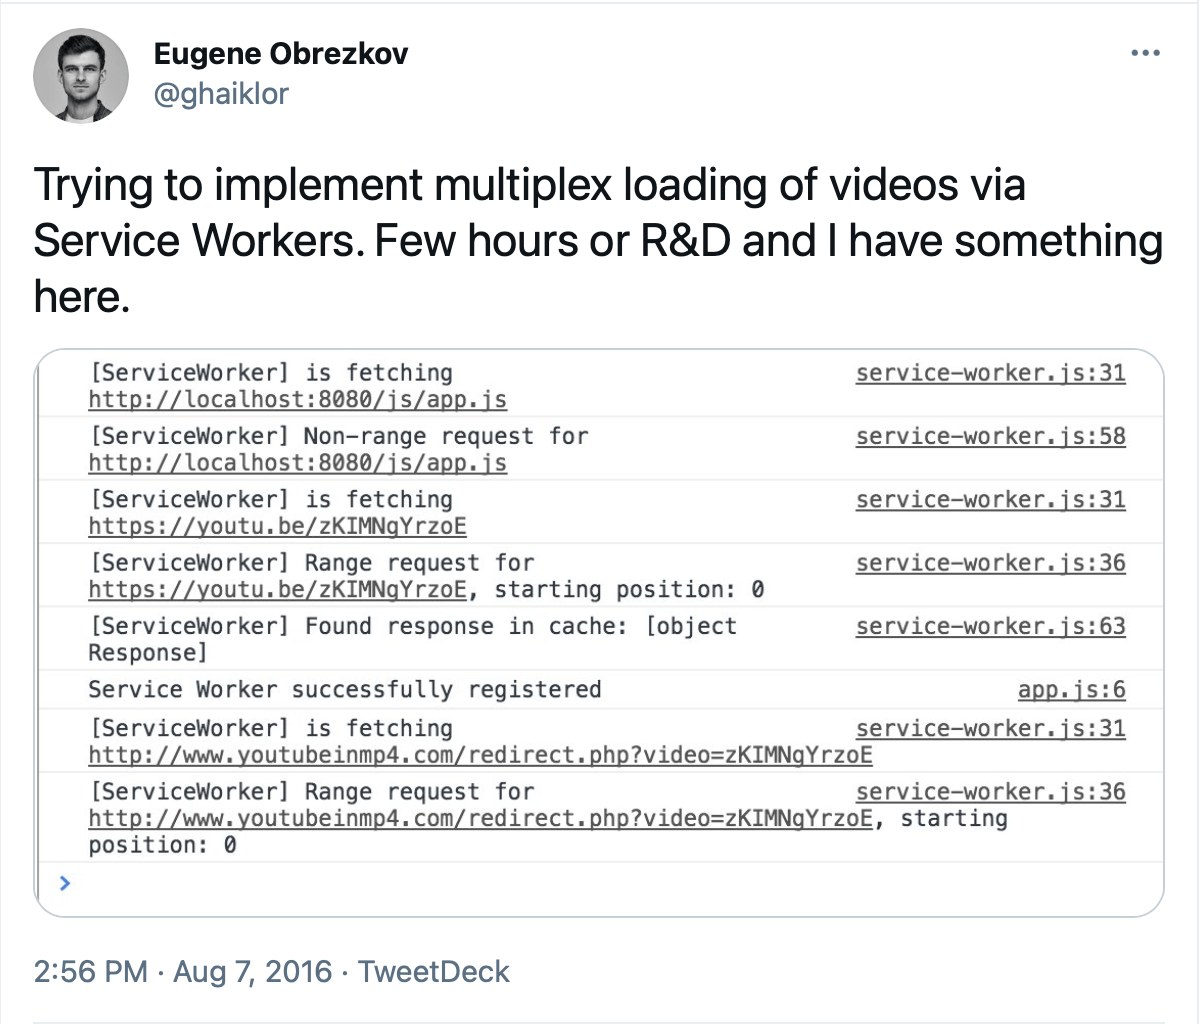 Eugene Obrezkov
@ghaiklor
Trying to implement multiplex loading of videos via
Service Workers. Few hours or R&D and I have something
here.
[ServiceWorker] is fetching service-worker.js:31
http://localhost:8080/js/app.js
[ServiceWorker] Non-range request for service-worker.js:58
http://localhost:8080/js/app.js
[ServiceWorker] is fetching service-worker.js:31
https://youtu.be/zKIMNgYrzoE
[ServiceWorker] Range request for service-worker.js:36
https://youtu.be/zKIMNgYrzoE, starting position: 0
[ServiceWorker] Found response in cache: [object service-worker.js:63
Response]
Service Worker successfully registered app.js:6
[ServiceWorker] is fetching service-worker.js:31
http://www.youtubeinmp4.com/redirect.php?video=zKIMNgYrzoE
[ServiceWorker] Range request for service-worker.js:36
http://www.youtubeinmp4.com/redirect.php?video=zKIMNgYrzoE, starting
position: 0
2:56 PM · Aug 7, 2016 · TweetDeck